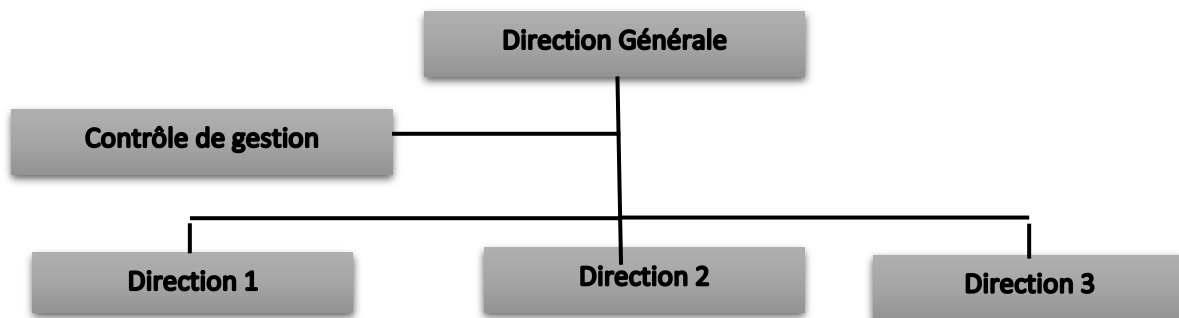 Direction Générale
Contrôle de gestion
Direction 1
Direction 2
Direction 3